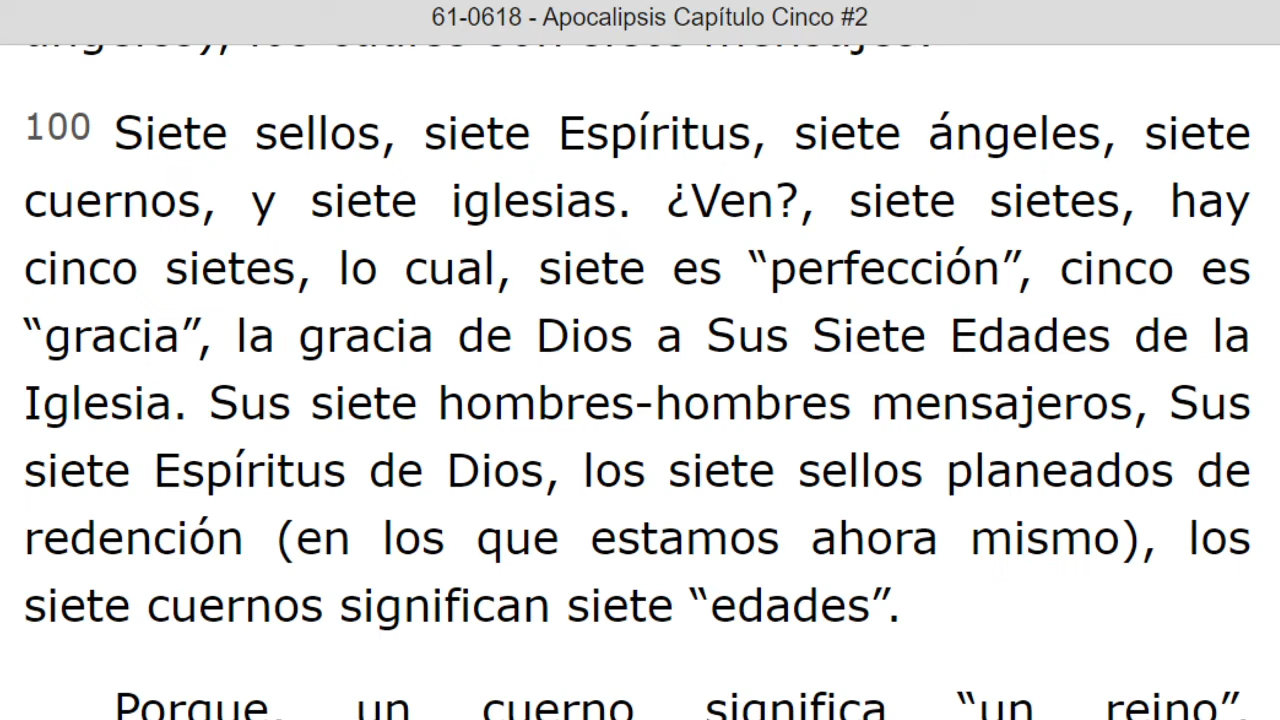 61-0618 - Apocalipsis Capítulo Cinco #2
100 Siete sellos, siete Espíritus, siete ángeles, siete
cuernos, y siete iglesias. ¿Ven?, siete sietes, hay
cinco sietes, lo cual, siete es “perfección”, cinco es
“gracia”, la gracia de Dios a Sus Siete Edades de la
Iglesia. Sus siete hombres-hombres mensajeros, Sus
siete Espíritus de Dios, los siete sellos planeados de
redención (en los que estamos ahora mismo), los
siete cuernos significan siete “edades”.
Porque, un cuerno significa “un reino”.